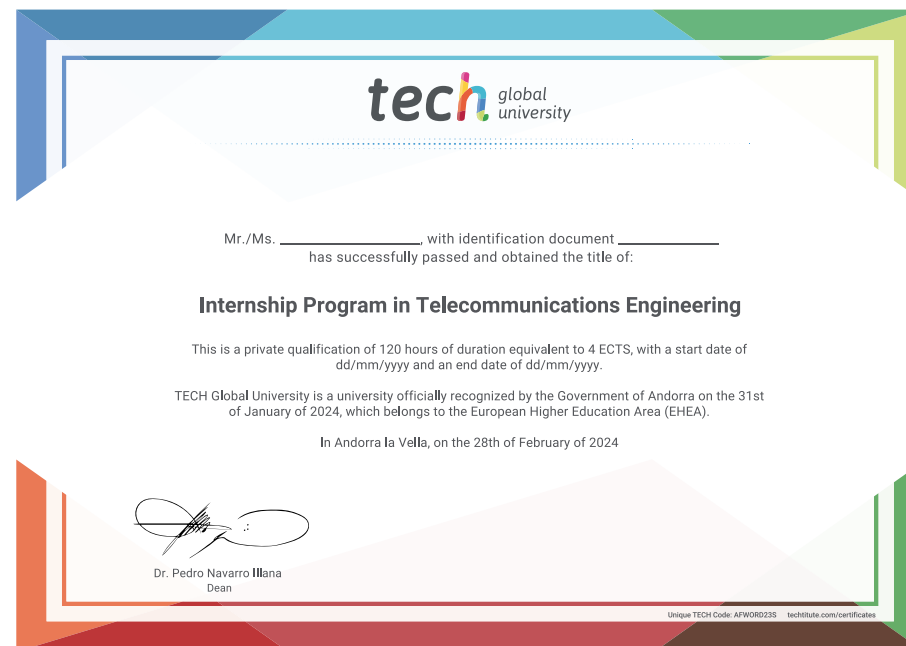 tech global university
Mr./Ms. ____________, with identification document ____________
has successfully passed and obtained the title of:
Internship Program in Telecommunications Engineering
This is a private qualification of 120 hours of duration equivalent to 4 ECTS, with a start date of
dd/mm/yyyy and an end date of dd/mm/yyyy.
TECH Global University is a university officially recognized by the Government of Andorra on the 31st
of January of 2024, which belongs to the European Higher Education Area (EHEA).
In Andorra la Vella, on the 28th of February of 2024
Dr. Pedro Navarro Illana
Dean
Unique TECH Code: AFWORD23S techtitute.com/certificates